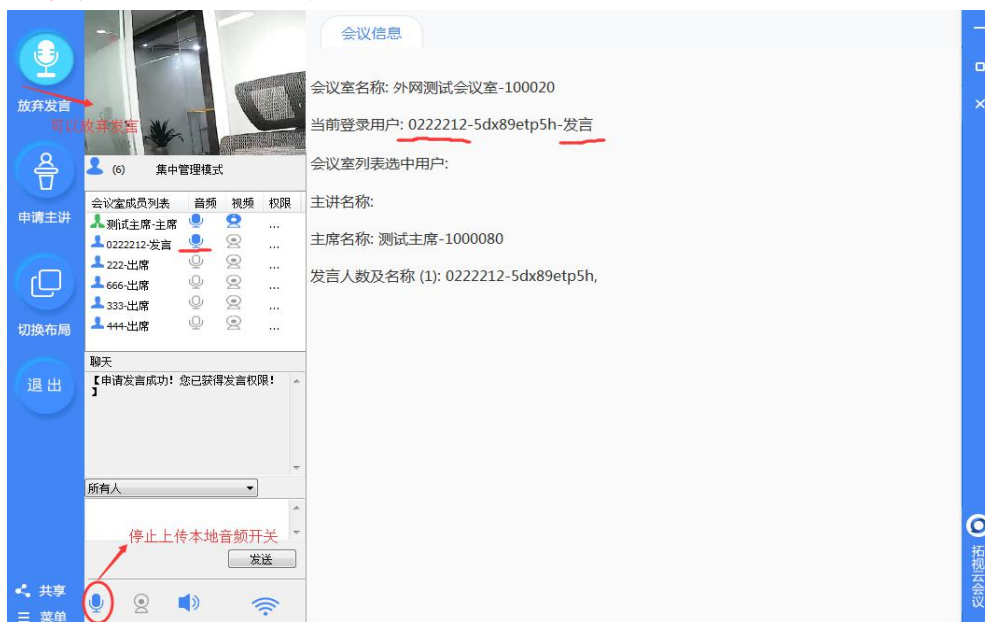 会议信息
放弃发言
可以放弃发言
会议室名称: 外网测试会议室-100020
当前登录用户: 0222212-5dx89etp5h-发言
会议室列表选中用户:
主讲名称:
主席名称: 测试主席-1000080
发言人数及名称 (1): 0222212-5dx89etp5h,
申请主讲
切换布局
退 出
(6) 集中管理模式
会议室成员列表 音频 视频 权限
测试主席-主席 ...
0222212-发言 ...
222-出席 ...
666-出席 ...
333-出席 ...
444-出席 ...
聊天
【申请发言成功！您已获得发言权限！
】
所有人
停止上传本地音频开关
发送
共享
菜单
拓视云会议